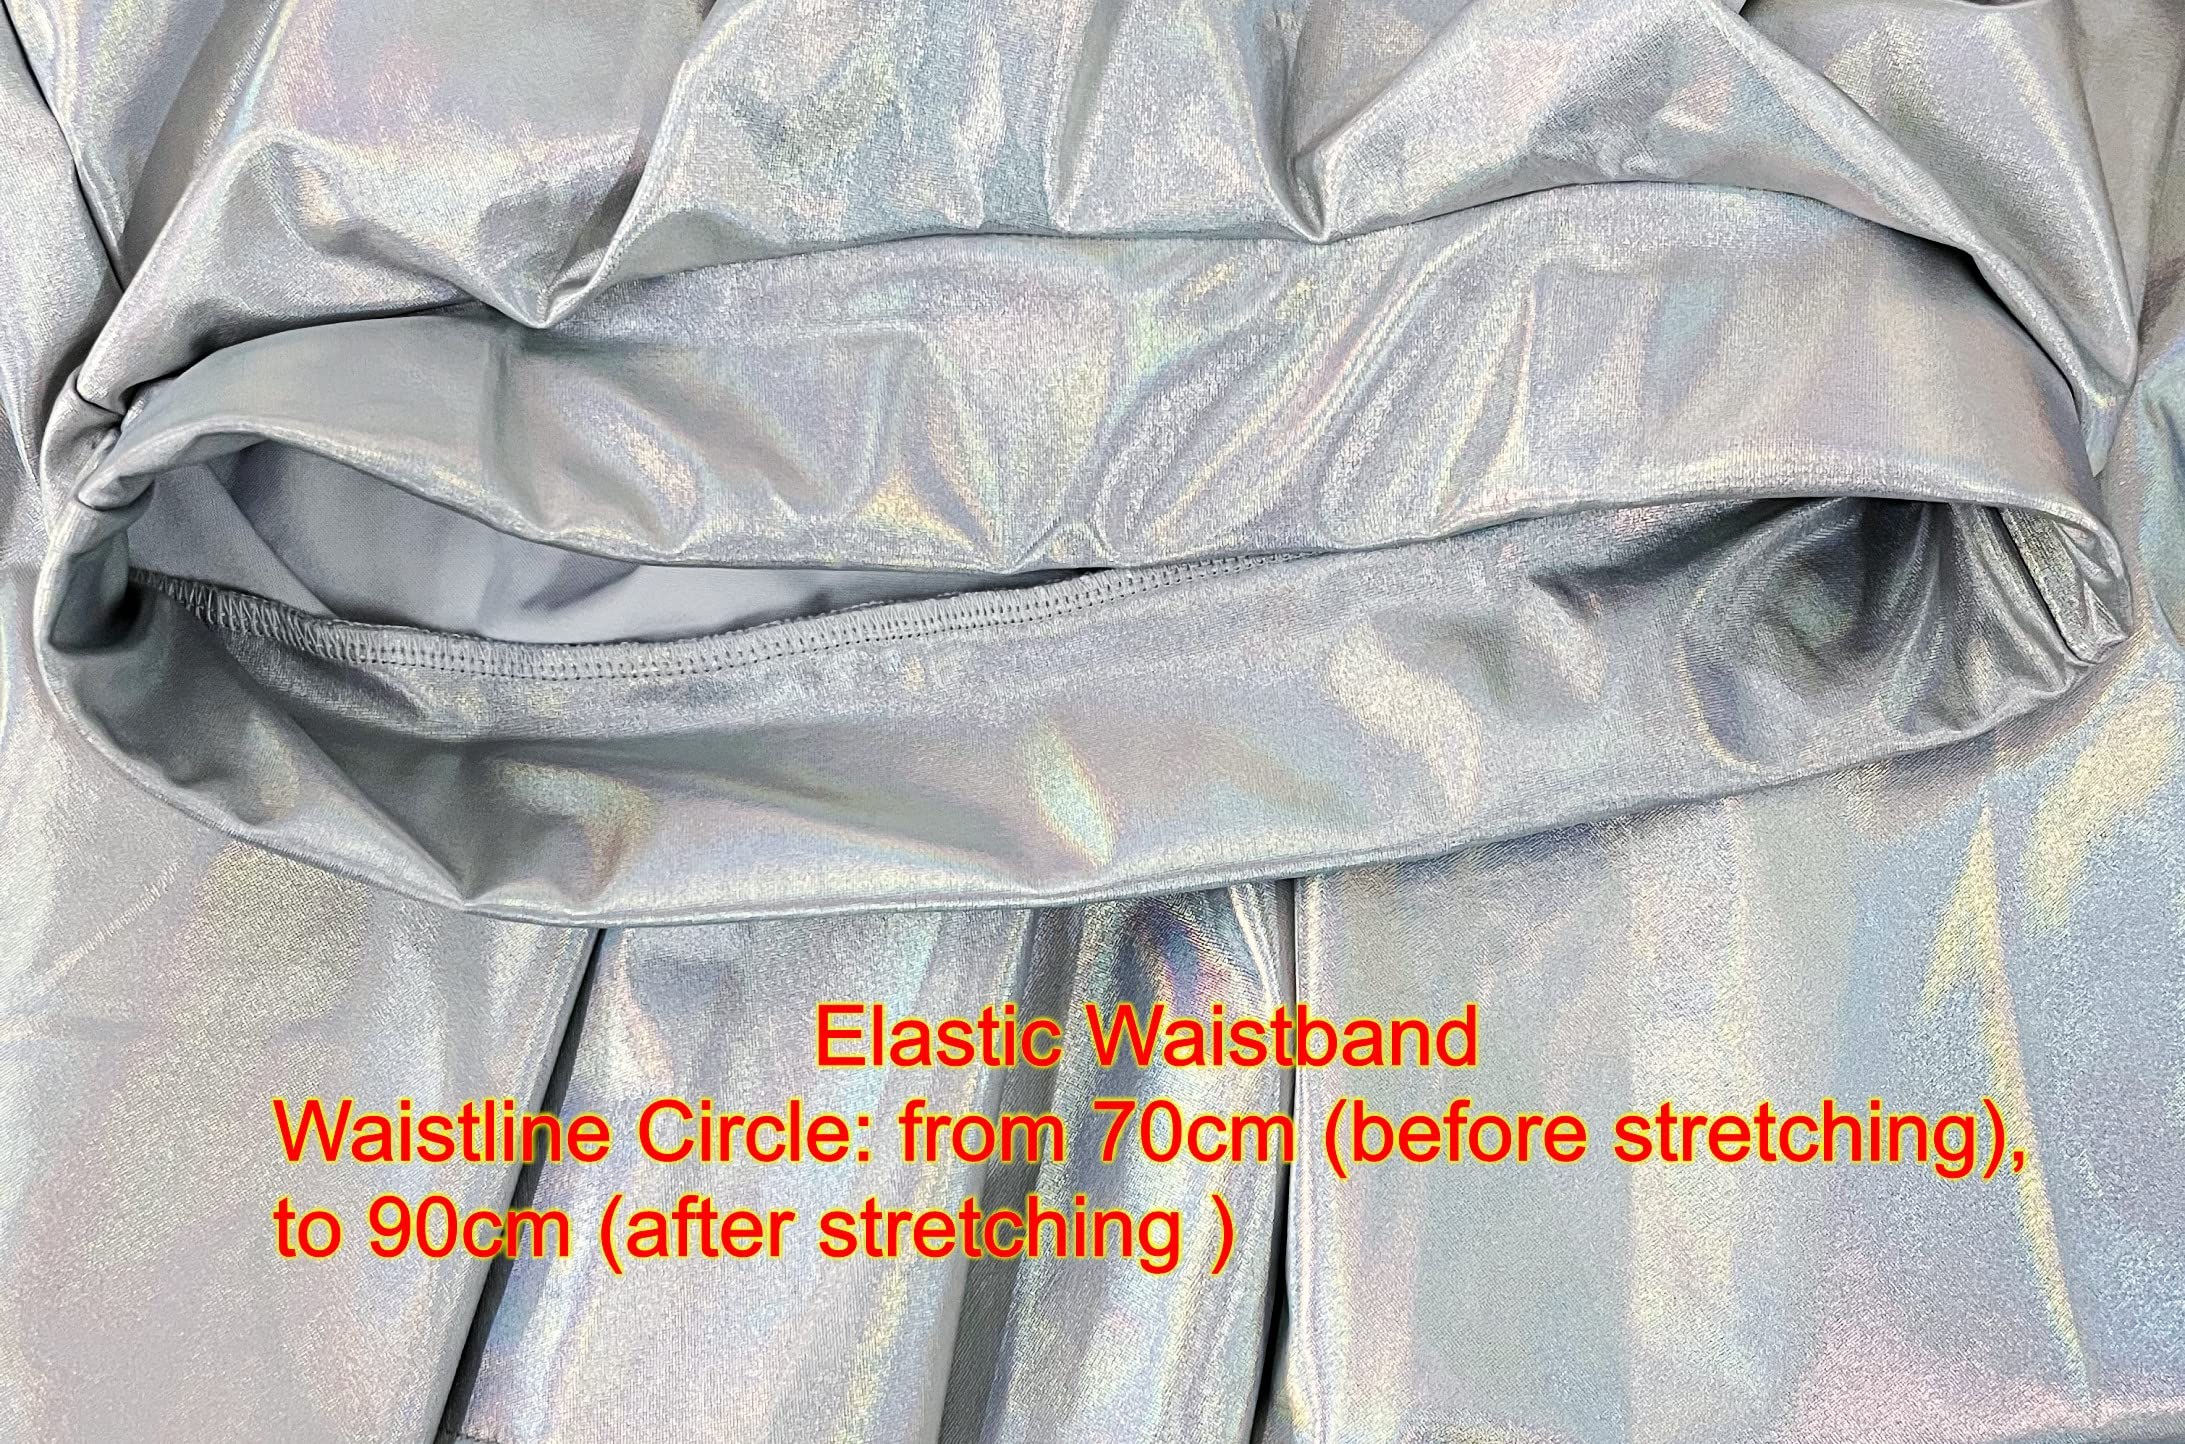 Elastic Waistband
Waistline Circle: from 70cm (before stretching),
to 90cm (after stretching )